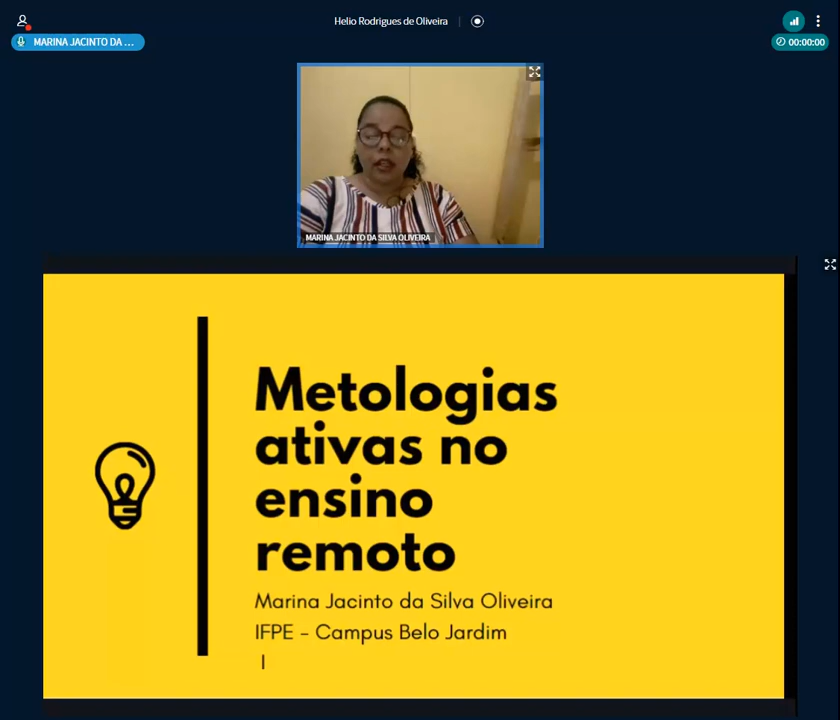 Helio Rodrigues de Oliveira
MARINA JACINTO DA ...
00:00:00
MARINA JACINTO DA SILVA OLIVEIRA
Metologias
ativas no
ensino
remoto
Marina Jacinto da Silva Oliveira
IFPE - Campus Belo Jardim
I